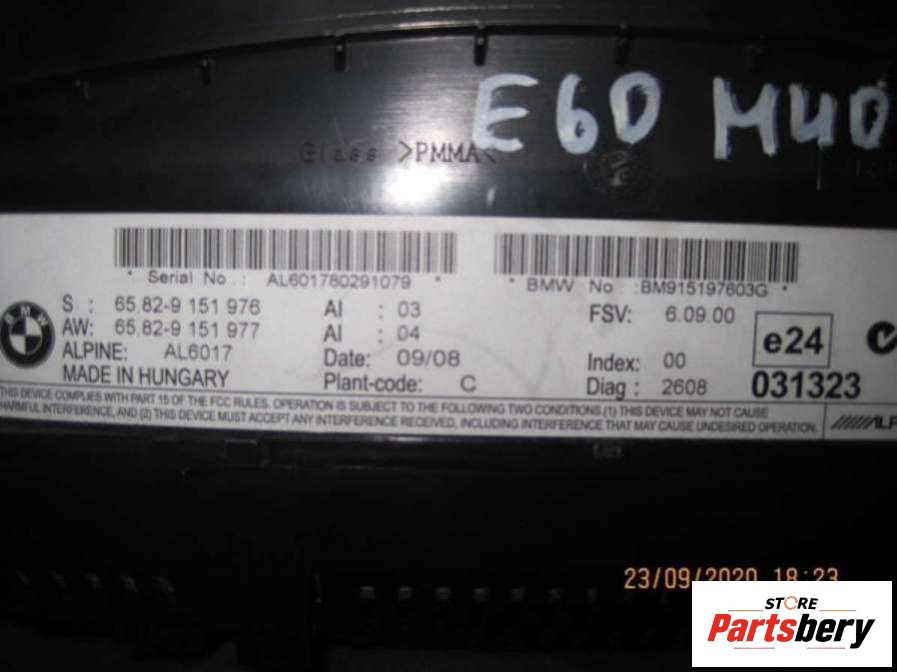 E60 MUD
Glass >PMMA<
* Serial No.: AL601780291079 *
* BMW No :BM915197603G *
BMW
S : 65.82-9 151 976
AW: 65.82-9 151 977
ALPINE: AL6017
MADE IN HUNGARY
AI : 03
AI : 04
Date: 09/08
Plant-code: C
FSV: 6.09.00
Index: 00
Diag : 2608
e24
031323
THIS DEVICE COMPLIES WITH PART 15 OF THE FCC RULES. OPERATION IS SUBJECT TO THE FOLLOWING TWO CONDITIONS (1) THIS DEVICE MAY NOT CAUSE
HARMFUL INTERFERENCE, AND (2) THIS DEVICE MUST ACCEPT ANY INTERFERENCE RECEIVED, INCLUDING INTERFERENCE THAT MAY CAUSE UNDESIRED OPERATION.
ALP
23/09/2020 18:23
STORE
Partsbery